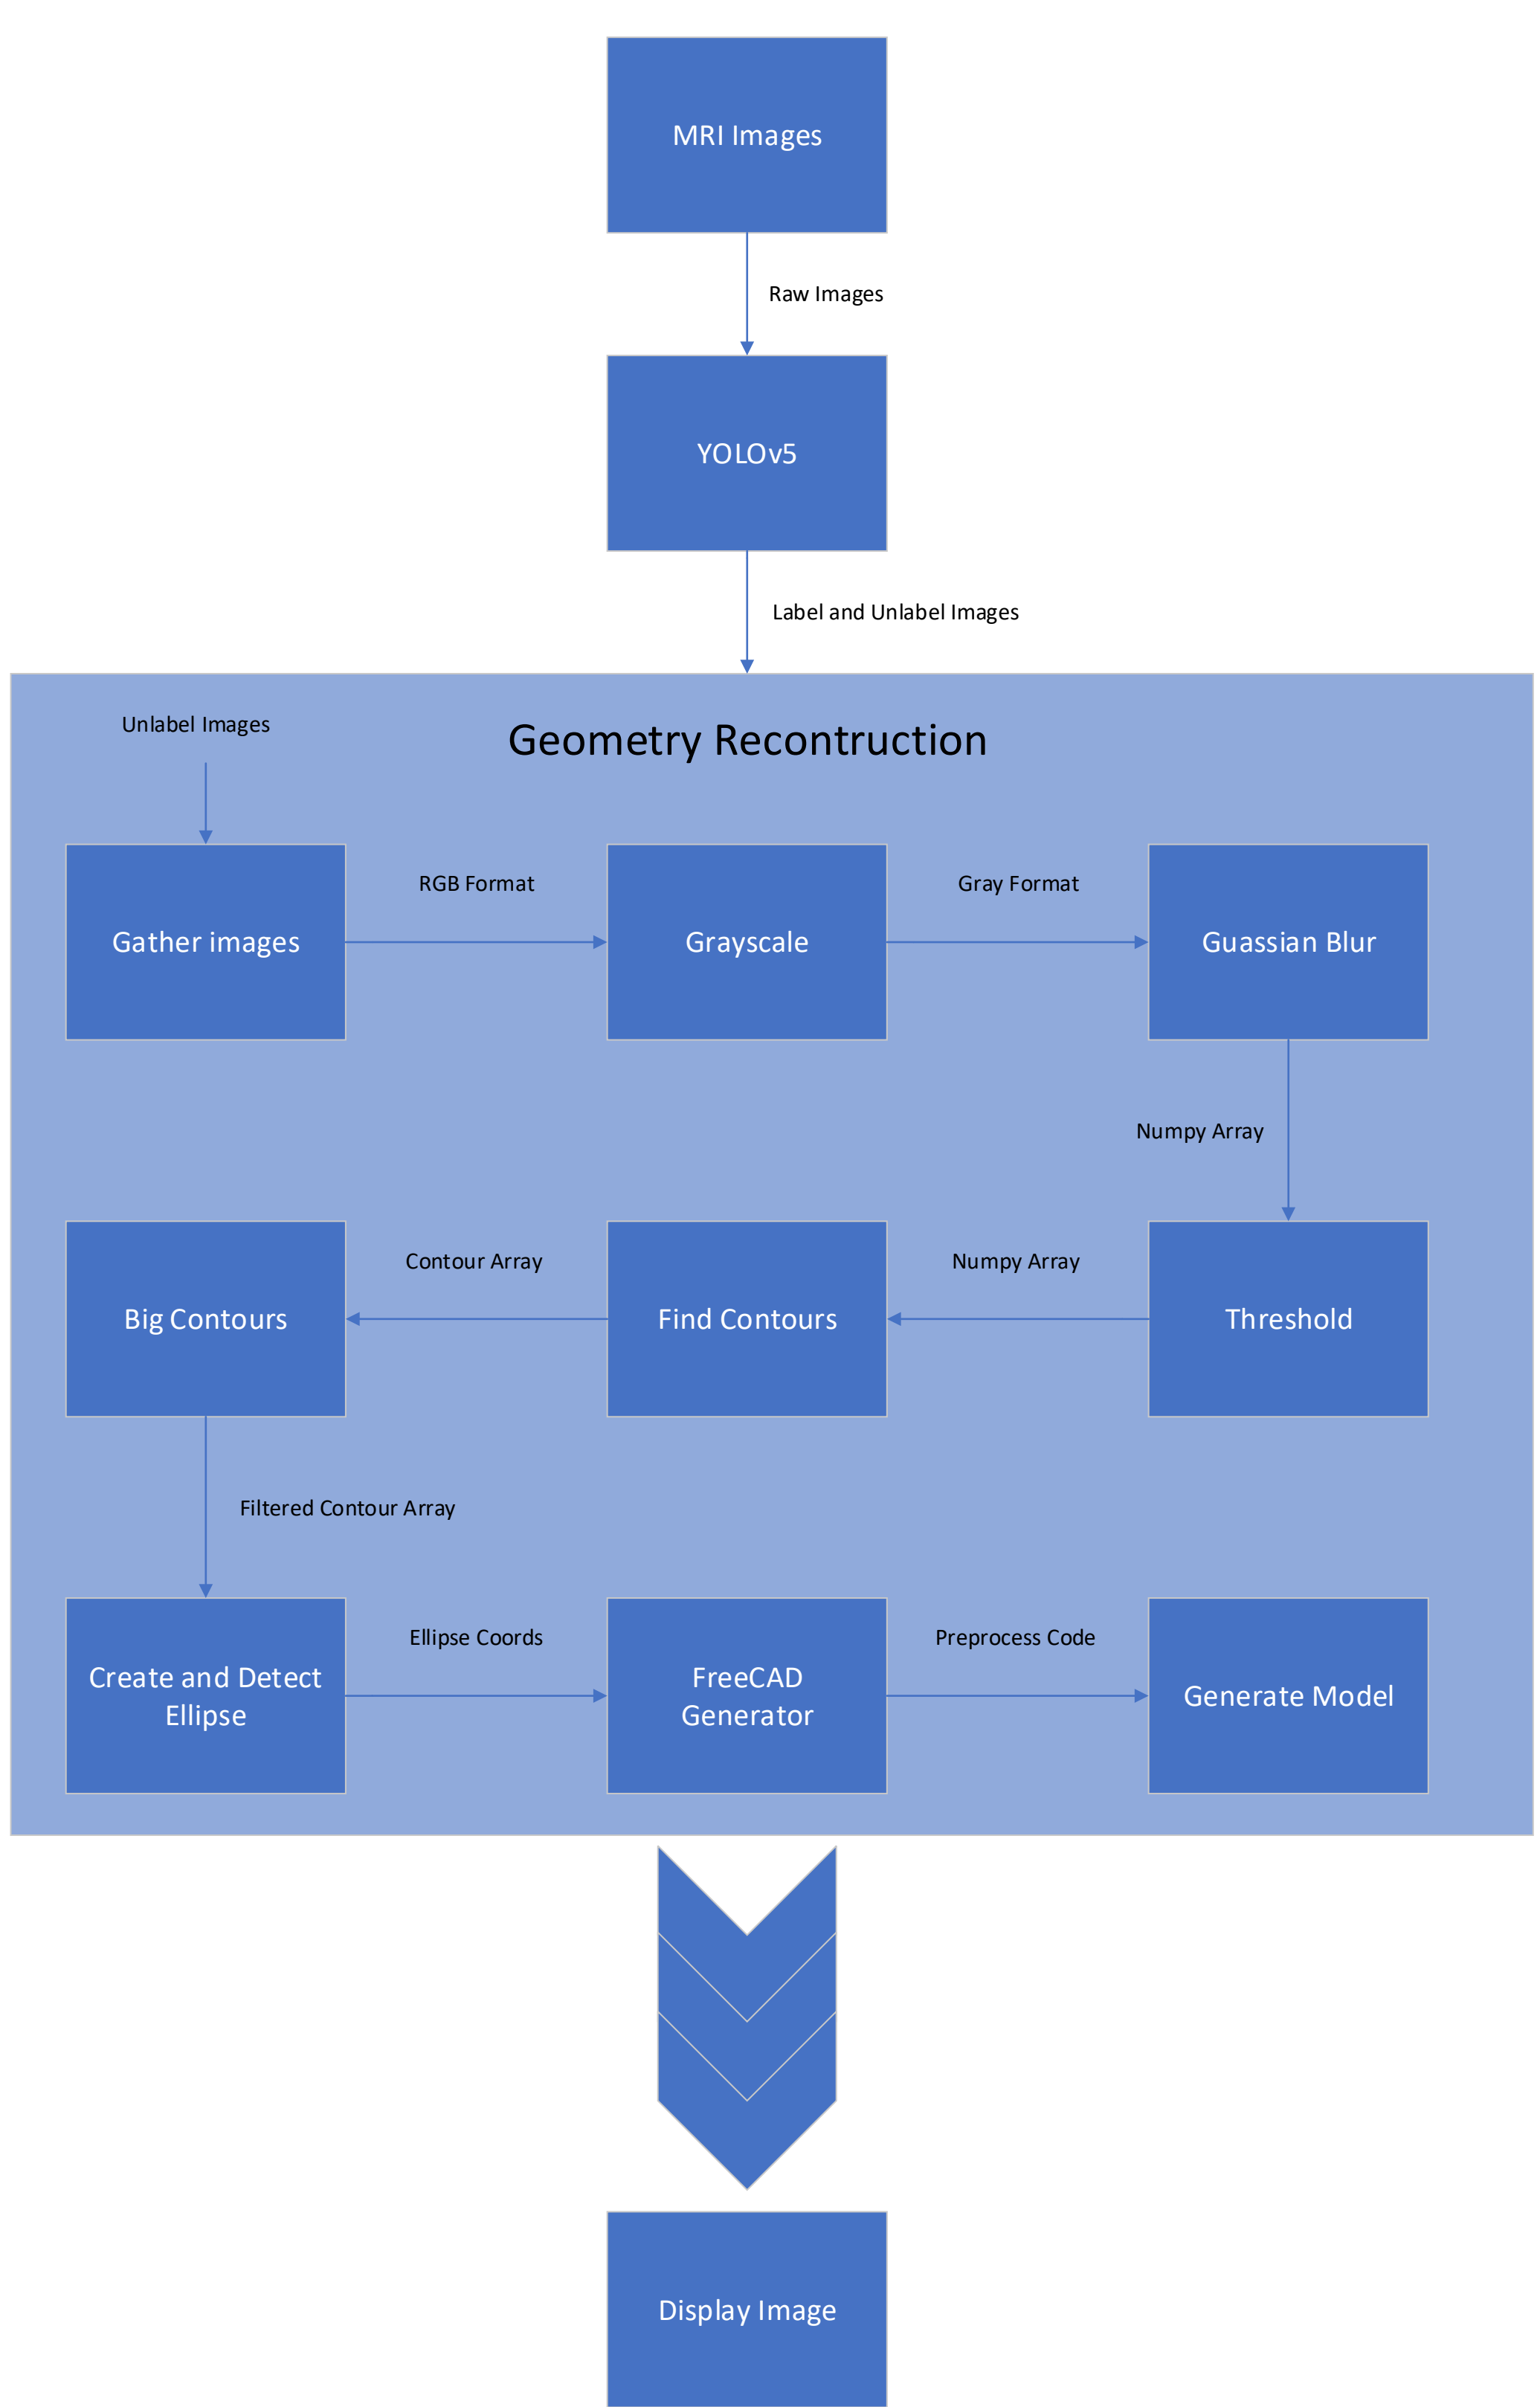 MRI Images
Raw Images
YOLOv5
Label and Unlabel Images
Unlabel Images
Geometry Recontruction
Gather images
RGB Format
Grayscale
Gray Format
Guassian Blur
Numpy Array
Threshold
Numpy Array
Find Contours
Contour Array
Big Contours
Filtered Contour Array
Create and Detect
Ellipse
Ellipse Coords
FreeCAD
Generator
Preprocess Code
Generate Model
Display Image